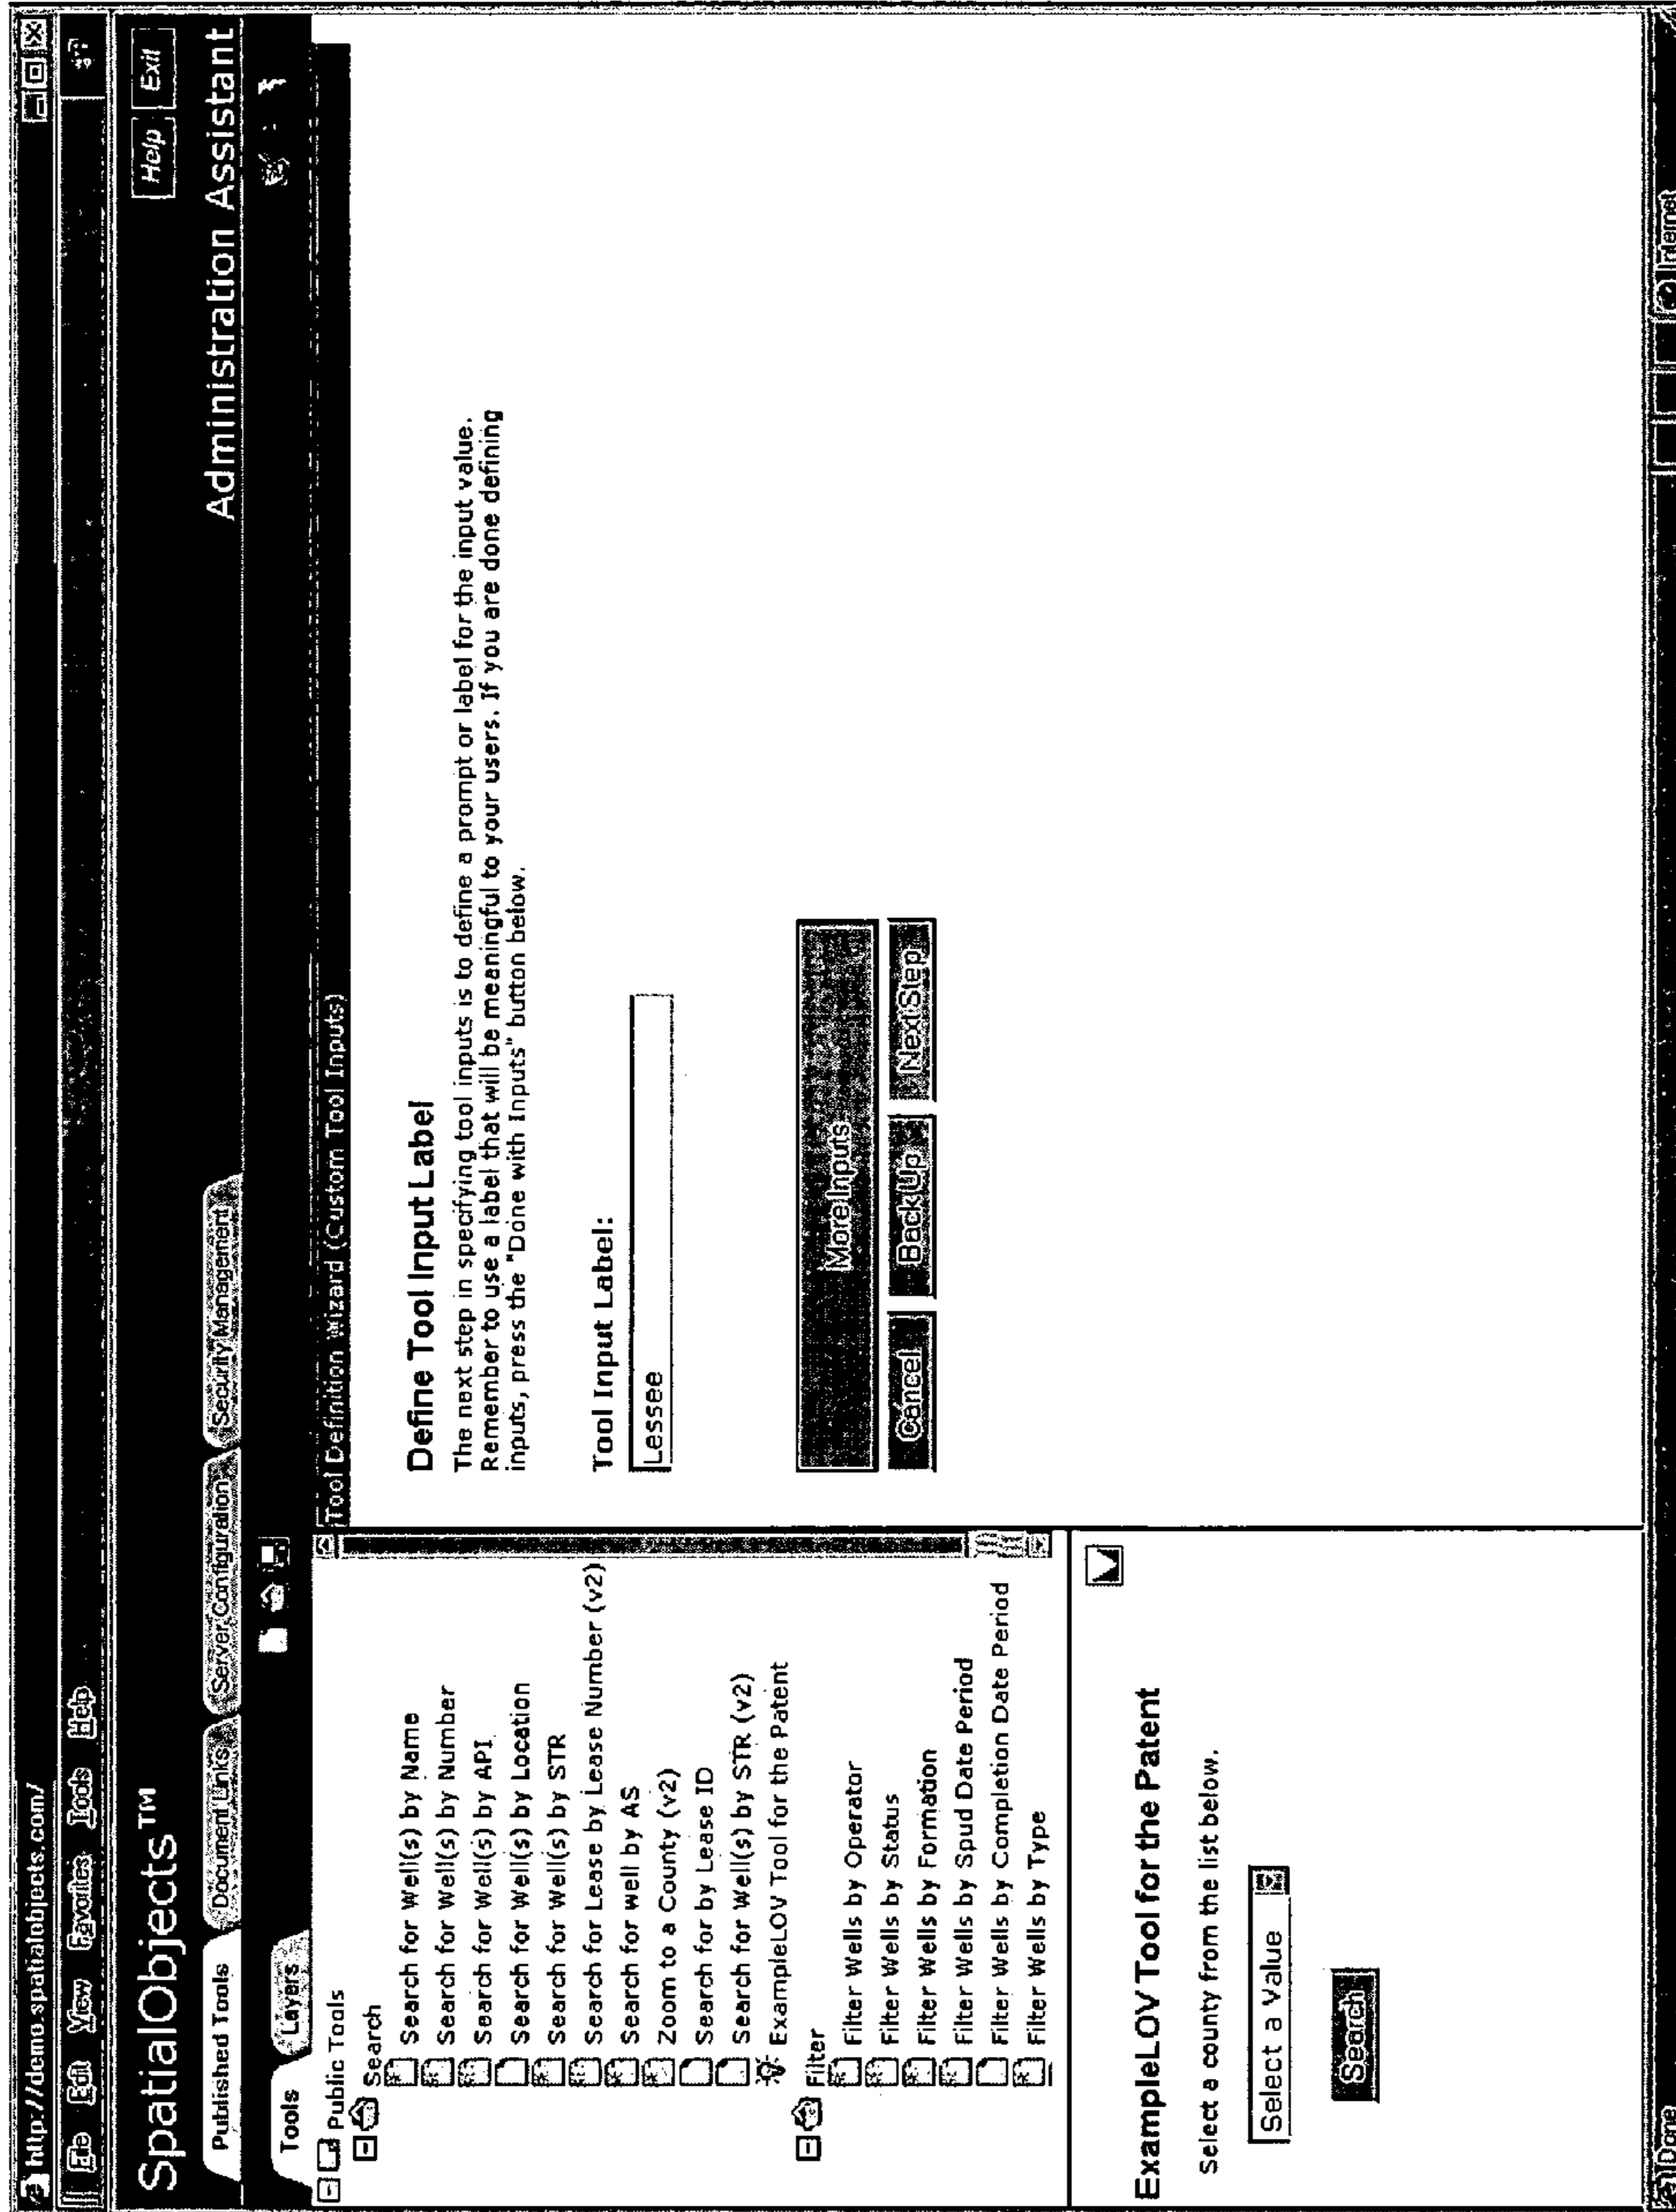 http://demo.spatialobjects.com/
File Edit View Favorites Tools Help
SpatialObjects™
Help Exit
Published Tools Document Links Server Configuration Security Management Administration Assistant
Tools Layers
Public Tools
Search
Search for Well(s) by Name
Search for Well(s) by Number
Search for Well(s) by API
Search for Well(s) by Location
Search for Well(s) by STR
Search for Lease by Lease Number (v2)
Search for well by AS
Zoom to a County (v2)
Search for by Lease ID
Search for Well(s) by STR (v2)
ExampleLOV Tool for the Patent
Filter
Filter Wells by Operator
Filter Wells by Status
Filter Wells by Formation
Filter Wells by Spud Date Period
Filter Wells by Completion Date Period
Filter Wells by Type
ExampleLOV Tool for the Patent
Select a county from the list below.
Select a Value
Search
Tool Definition Wizard (Custom Tool Inputs)
Define Tool Input Label
The next step in specifying tool inputs is to define a prompt or label for the input value.
Remember to use a label that will be meaningful to your users. If you are done defining
inputs, press the "Done with Inputs" button below.
Tool Input Label:
Lessee
More Inputs
Cancel Back Up Next Step
Done Internet